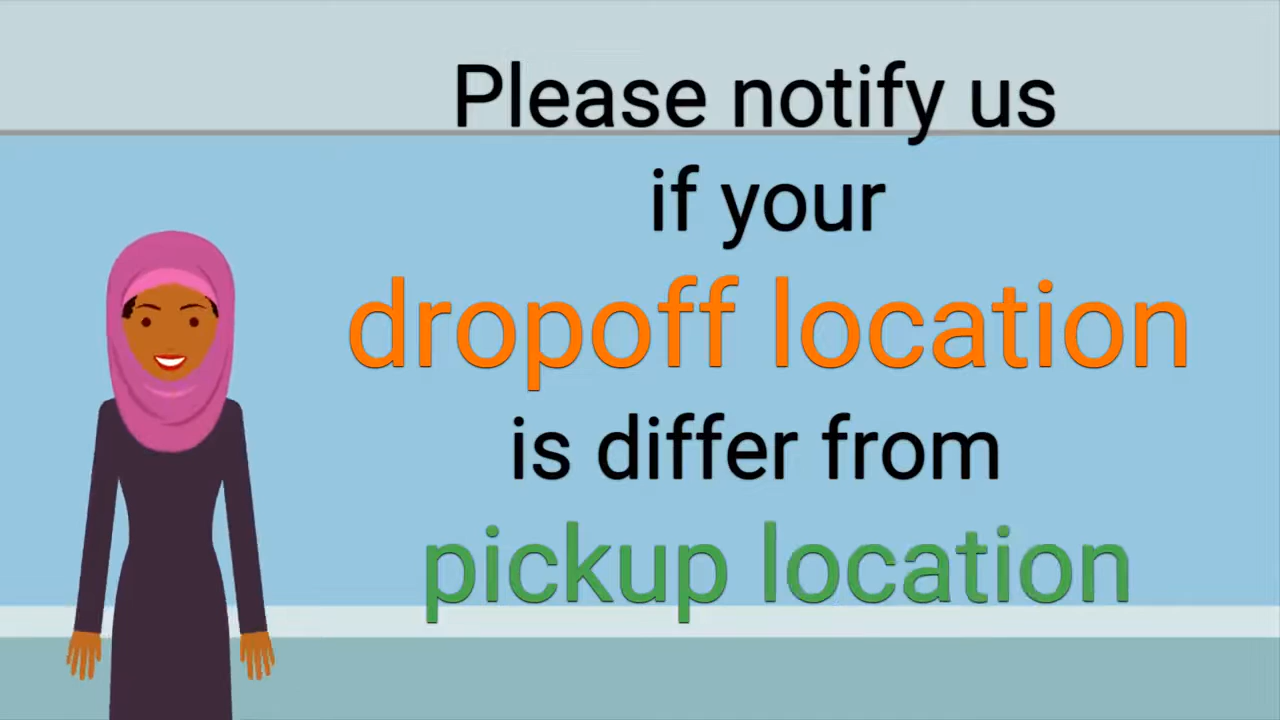 Please notify us
if your
dropoff location
is differ from
pickup location